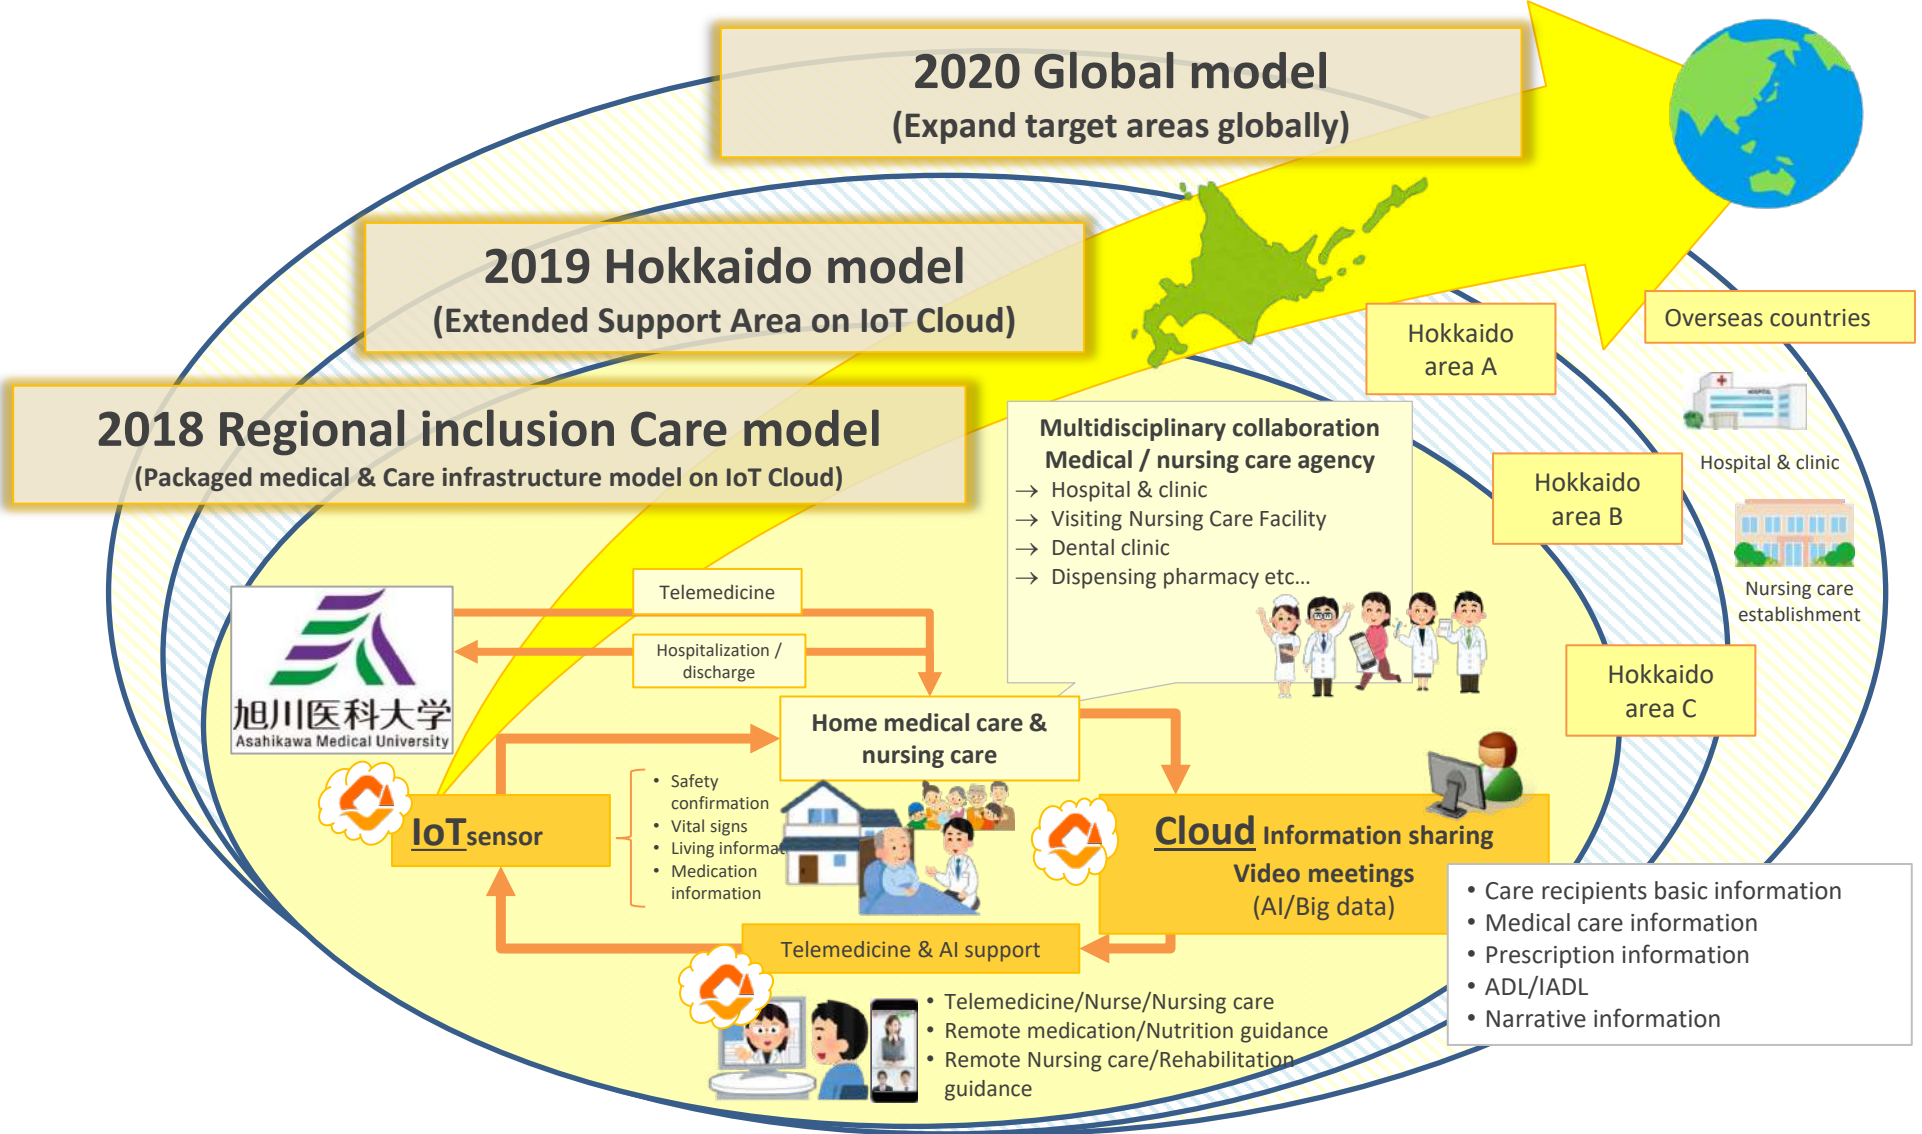 2020 Global model
(Expand target areas globally)
2019 Hokkaido model
(Extended Support Area on IoT Cloud)
2018 Regional inclusion Care model
(Packaged medical & Care infrastructure model on IoT Cloud)
Hokkaido
area A
Overseas countries
HOSPITAL
Hospital & clinic
Hokkaido
area B
Nursing care
establishment
Hokkaido
area C
Multidisciplinary collaboration
Medical / nursing care agency
→ Hospital & clinic
→ Visiting Nursing Care Facility
→ Dental clinic
→ Dispensing pharmacy etc...
Telemedicine
Hospitalization /
discharge
旭川医科大学
Asahikawa Medical University
Home medical care &
nursing care
IoTsensor
• Safety
confirmation
• Vital signs
• Living informat
• Medication
information
Cloud Information sharing
Video meetings
(AI/Big data)
• Care recipients basic information
• Medical care information
• Prescription information
• ADL/IADL
• Narrative information
Telemedicine & AI support
• Telemedicine/Nurse/Nursing care
• Remote medication/Nutrition guidance
• Remote Nursing care/Rehabilitation
guidance